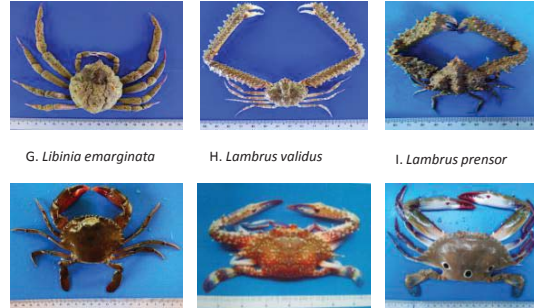 G. Libinia emarginata
H. Lambrus validus
I. Lambrus prensor